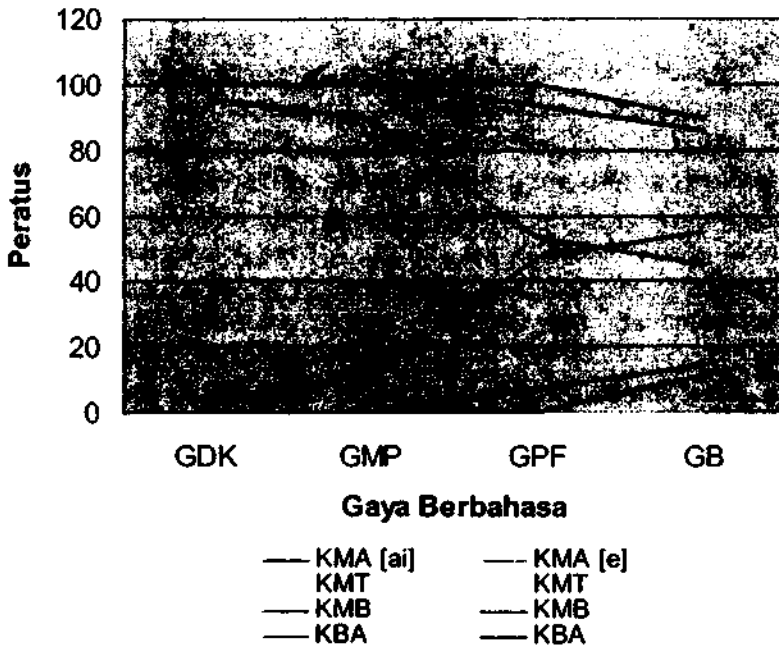 120
100
80
60
40
20
0
Peratus
GDK GMP GPF GB
Gaya Berbahasa
KMA [ai] KMA [e]
KMT KMT
KMB KMB
KBA KBA